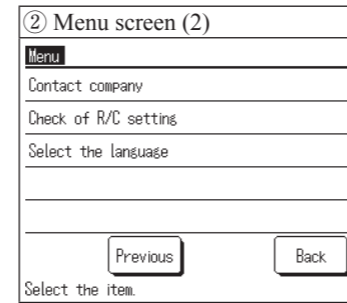 ② Menu screen (2)
Menu
Contact company
Check of R/C setting
Select the language
Previous Back
Select the item.